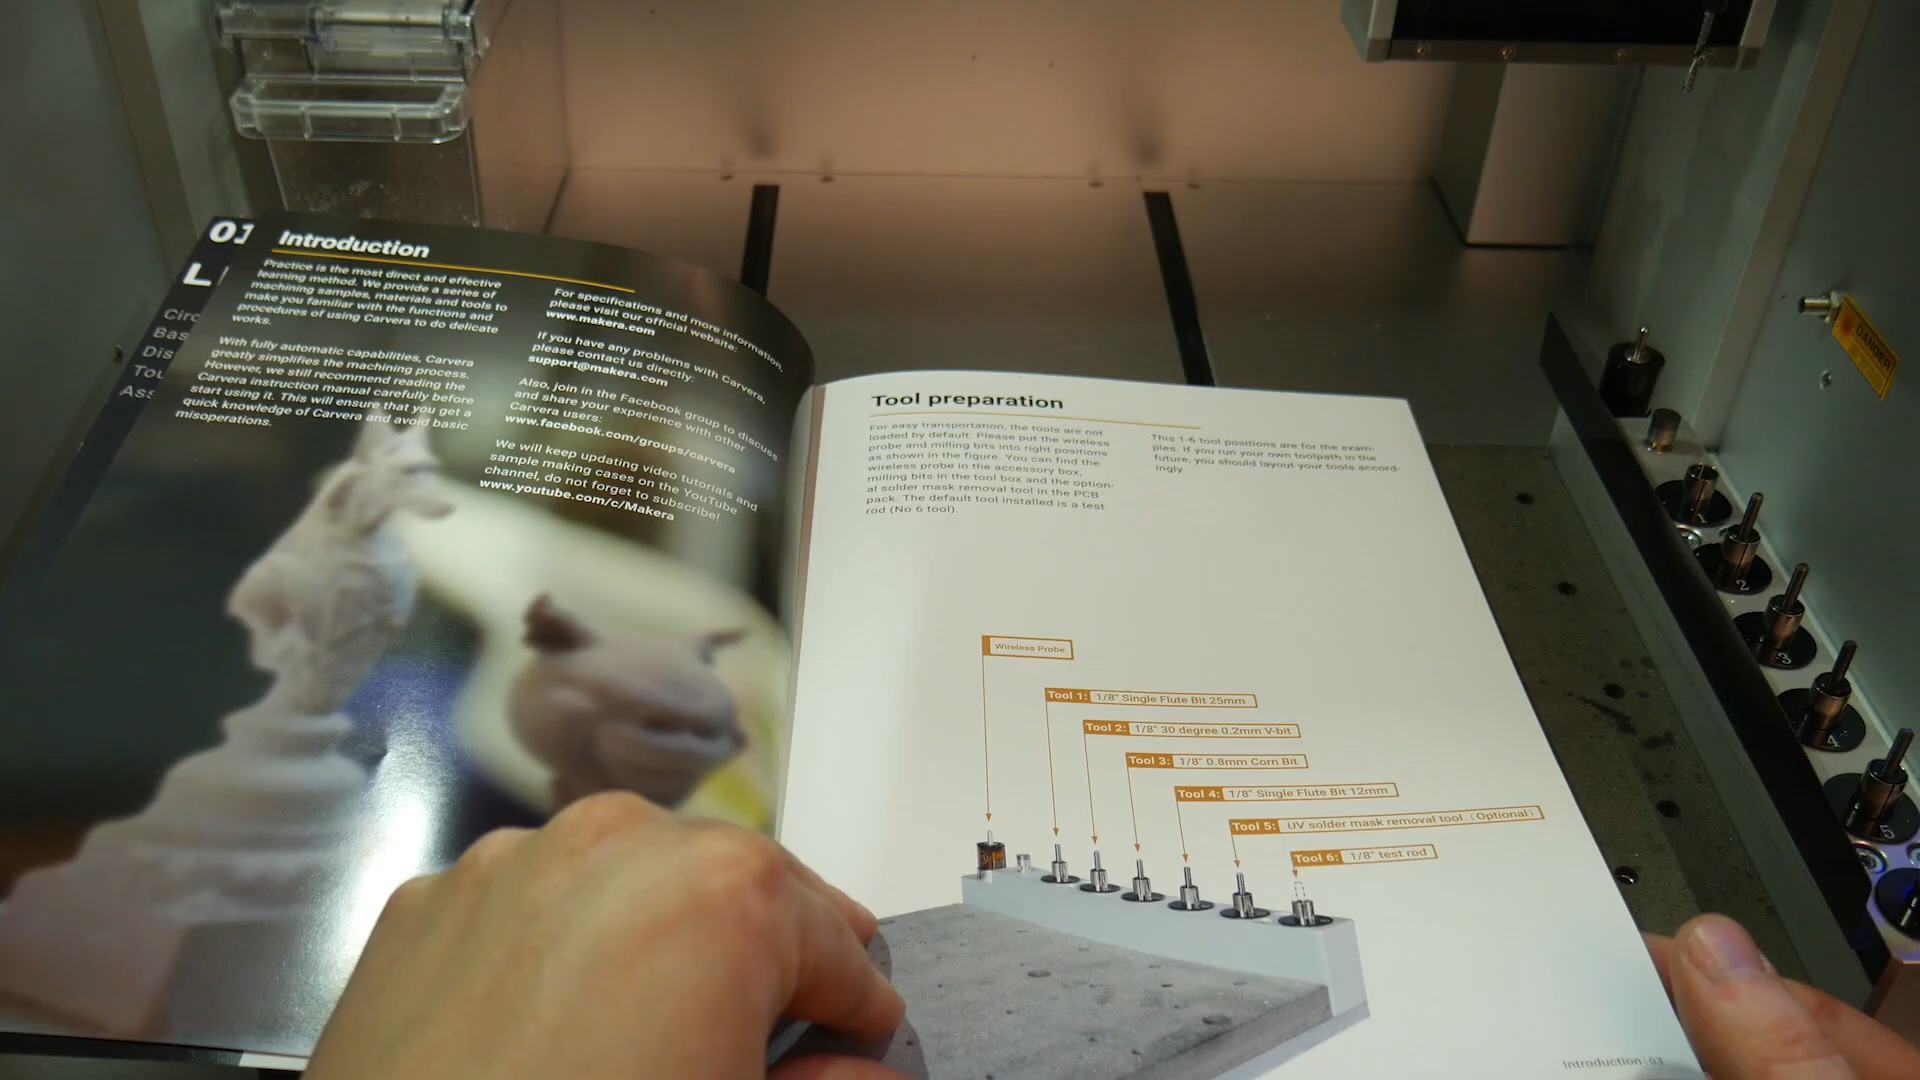 01
Introduction
Practice is the most direct and effective
learning method. We provide a series of
machining samples, materials and tools to
make you familiar with the functions and
procedures of using Carvera to do delicate
works.
With fully automatic capabilities, Carvera
greatly simplifies the machining process.
However, we still recommend reading the
Carvera instruction manual carefully before
start using it. This will ensure that you get a
quick knowledge of Carvera and avoid basic
misoperations.
For specifications and more information,
please visit our official website:
www.makera.com
If you have any problems with Carvera,
please contact us directly:
support@makera.com
Also, join in the Facebook group to discuss
and share your experience with other
Carvera users:
www.facebook.com/groups/carvera
We will keep updating video tutorials and
sample making cases on the YouTube
channel, do not forget to subscribe!
www.youtube.com/c/Makera
Tool preparation
For easy transportation, the tools are not
loaded by default. Please put the wireless
probe and milling bits into right positions
as shown in the figure. You can find the
wireless probe in the accessory box,
milling bits in the tool box and the option-
al solder mask removal tool in the PCB
pack. The default tool installed is a test
rod (No 6 tool).
This 1-6 tool positions are for the exam-
ples. If you run your own toolpath in the
future, you should layout your tools accord-
ingly.
Wireless Probe
Tool 1: 1/8" Single Flute Bit 25mm
Tool 2: 1/8" 30 degree 0.2mm V-bit
Tool 3: 1/8" 0.8mm Corn Bit
Tool 4: 1/8" Single Flute Bit 12mm
Tool 5: UV solder mask removal tool (Optional)
Tool 6: 1/8" test rod
Introduction | 03
DANGER
2
3
4
5